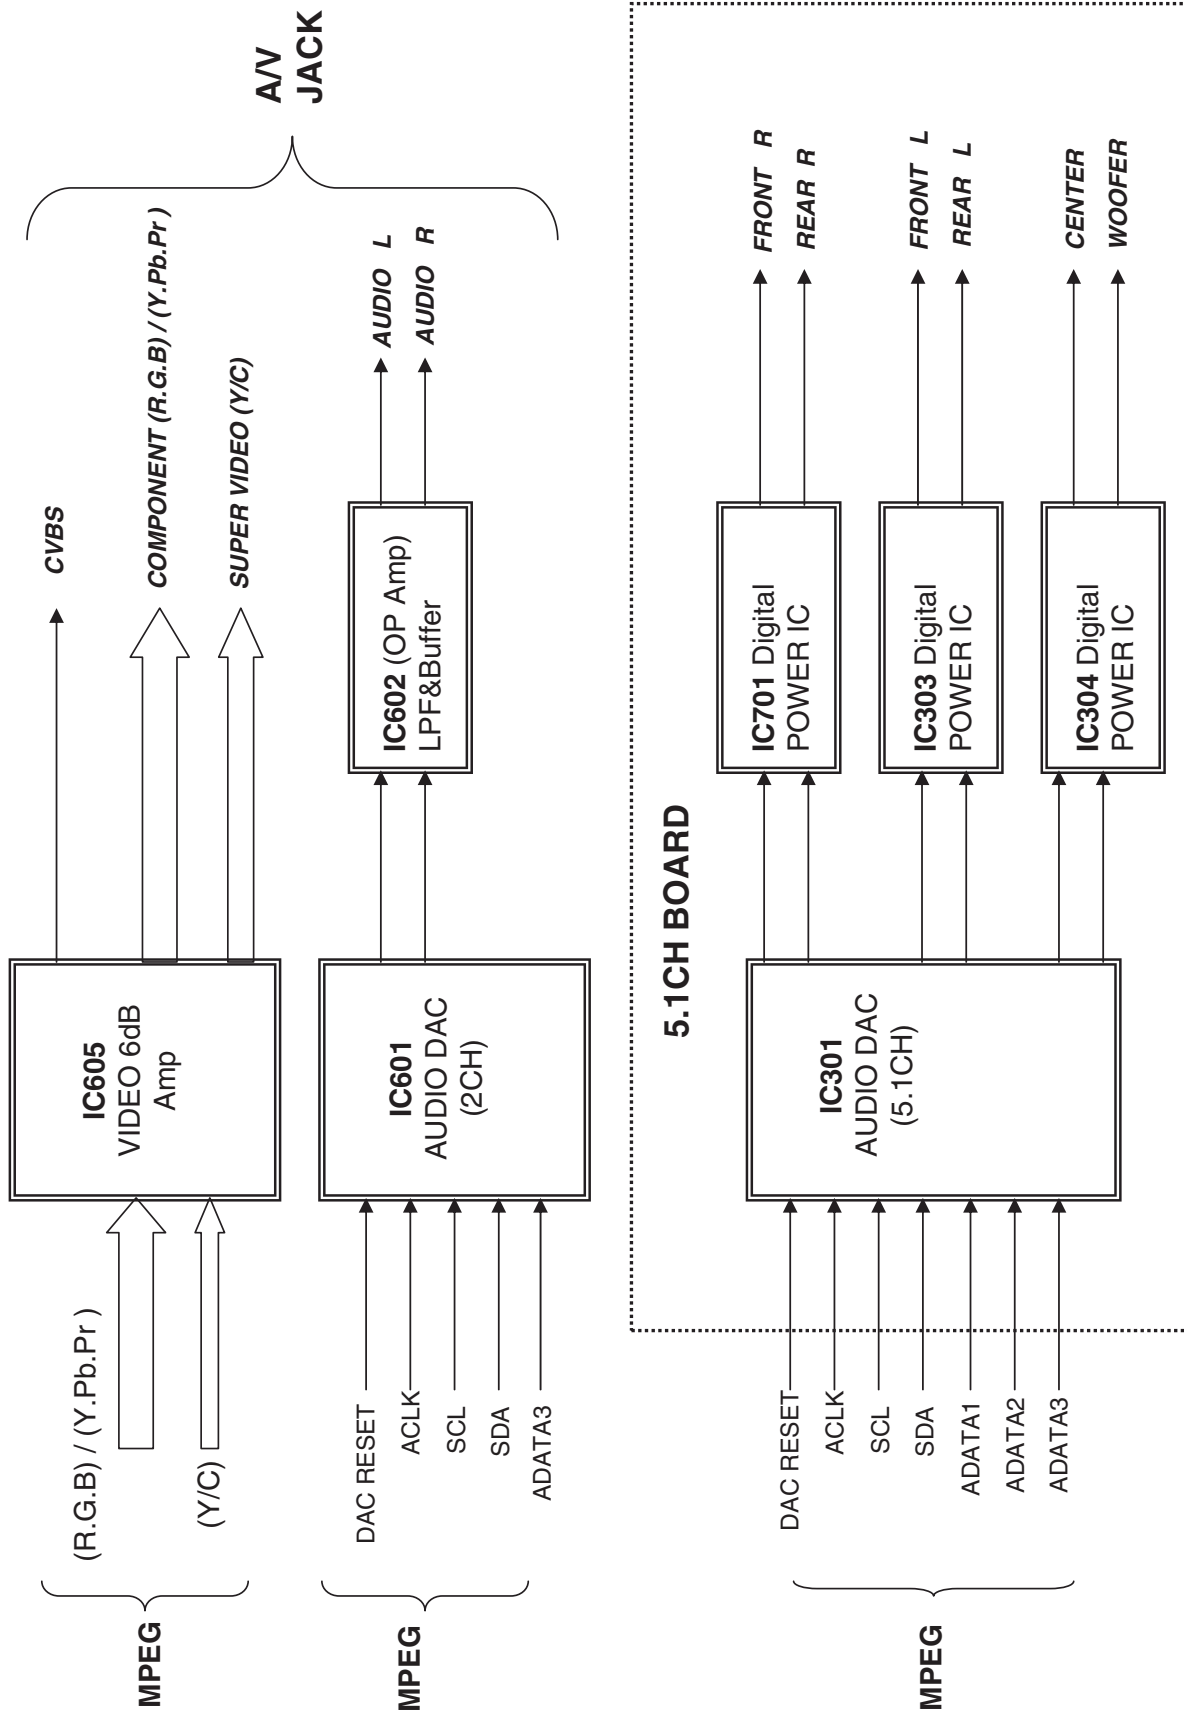 MPEG
(R.G.B) / (Y.Pb.Pr )
(Y/C)
IC605
VIDEO 6dB
Amp
CVBS
COMPONENT (R.G.B) / (Y.Pb.Pr )
SUPER VIDEO (Y/C)
A/V
JACK
MPEG
DAC RESET
ACLK
SCL
SDA
ADATA3
IC601
AUDIO DAC
(2CH)
IC602 (OP Amp)
LPF&Buffer
AUDIO L
AUDIO R
5.1CH BOARD
MPEG
DAC RESET
ACLK
SCL
SDA
ADATA1
ADATA2
ADATA3
IC301
AUDIO DAC
(5.1CH)
IC701 Digital
POWER IC
FRONT R
REAR R
IC303 Digital
POWER IC
FRONT L
REAR L
IC304 Digital
POWER IC
CENTER
WOOFER